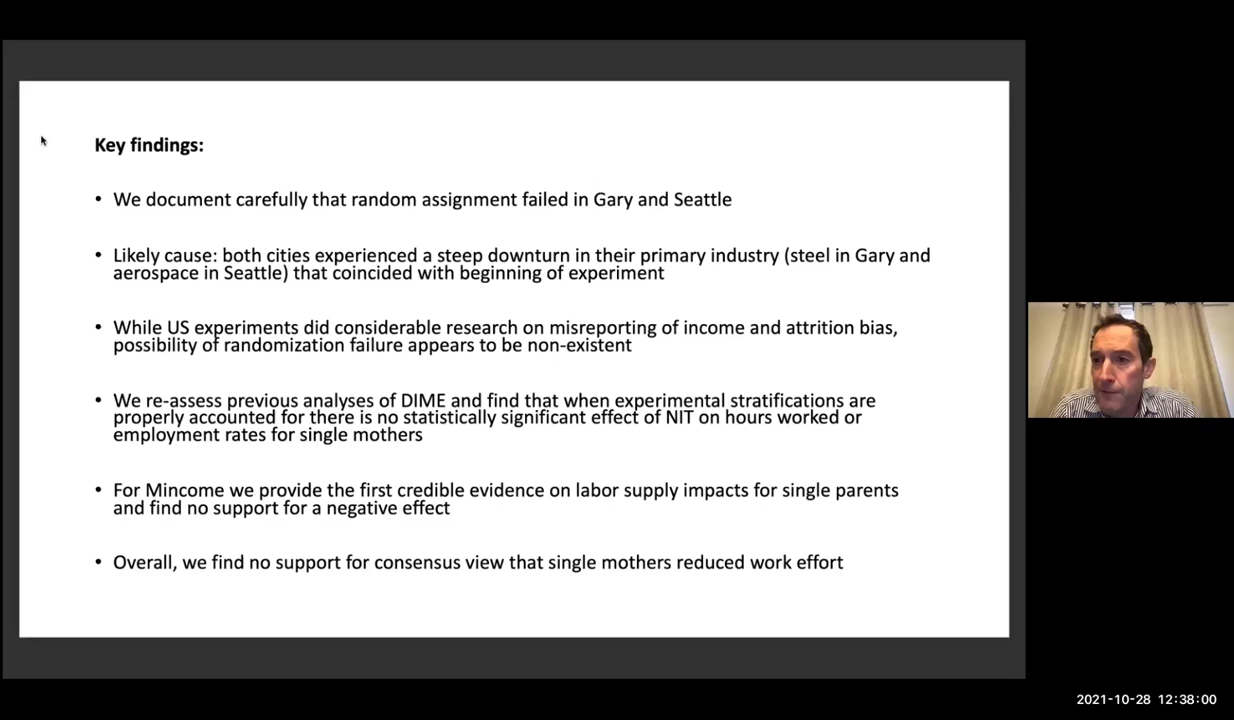 Key findings:
• We document carefully that random assignment failed in Gary and Seattle
• Likely cause: both cities experienced a steep downturn in their primary industry (steel in Gary and
aerospace in Seattle) that coincided with beginning of experiment
• While US experiments did considerable research on misreporting of income and attrition bias,
possibility of randomization failure appears to be non-existent
• We re-assess previous analyses of DIME and find that when experimental stratifications are
properly accounted for there is no statistically significant effect of NIT on hours worked or
employment rates for single mothers
• For Mincome we provide the first credible evidence on labor supply impacts for single parents
and find no support for a negative effect
• Overall, we find no support for consensus view that single mothers reduced work effort
2021-10-28 12:38:00